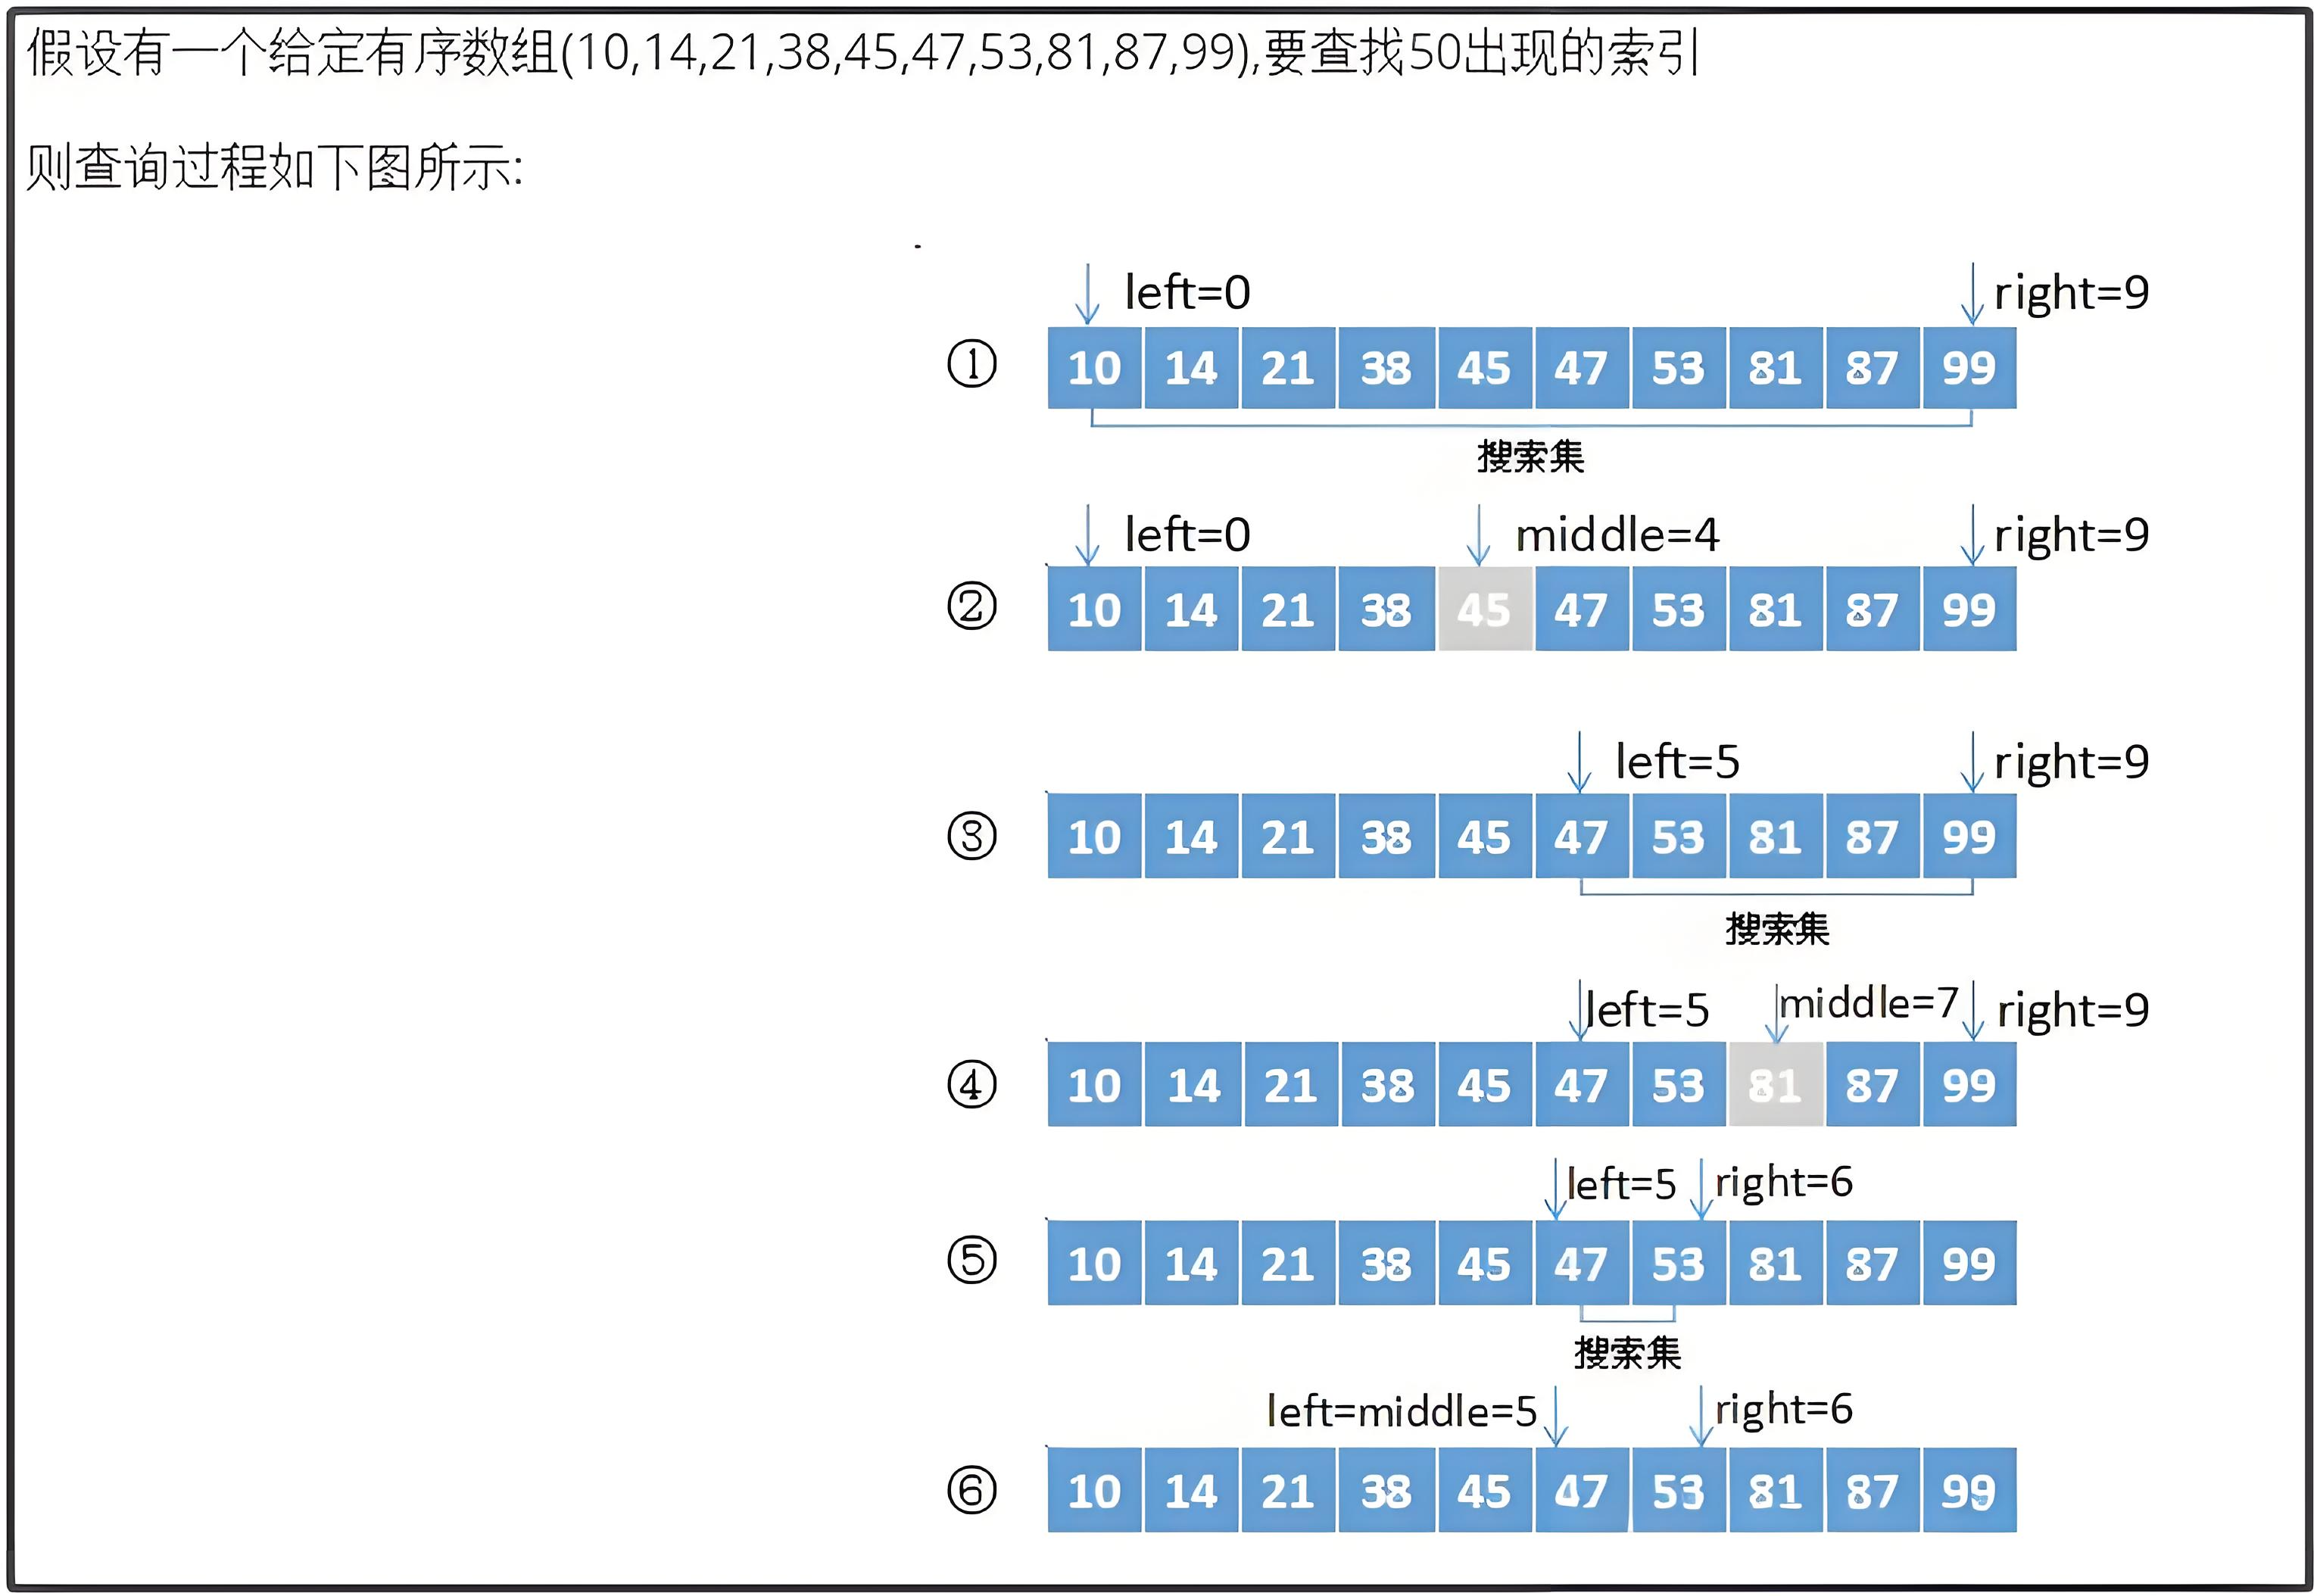 假设有一个给定有序数组(10,14,21,38,45,47,53,81,87,99),要查找50出现的索引
则查询过程如下图所示:
left=0 right=9
① 10 14 21 38 45 47 53 81 87 99
搜索集
left=0 middle=4 right=9
② 10 14 21 38 45 47 53 81 87 99
left=5 right=9
③ 10 14 21 38 45 47 53 81 87 99
搜索集
left=5 middle=7 right=9
④ 10 14 21 38 45 47 53 81 87 99
left=5 right=6
⑤ 10 14 21 38 45 47 53 81 87 99
搜索集
left=middle=5 right=6
⑥ 10 14 21 38 45 47 53 81 87 99